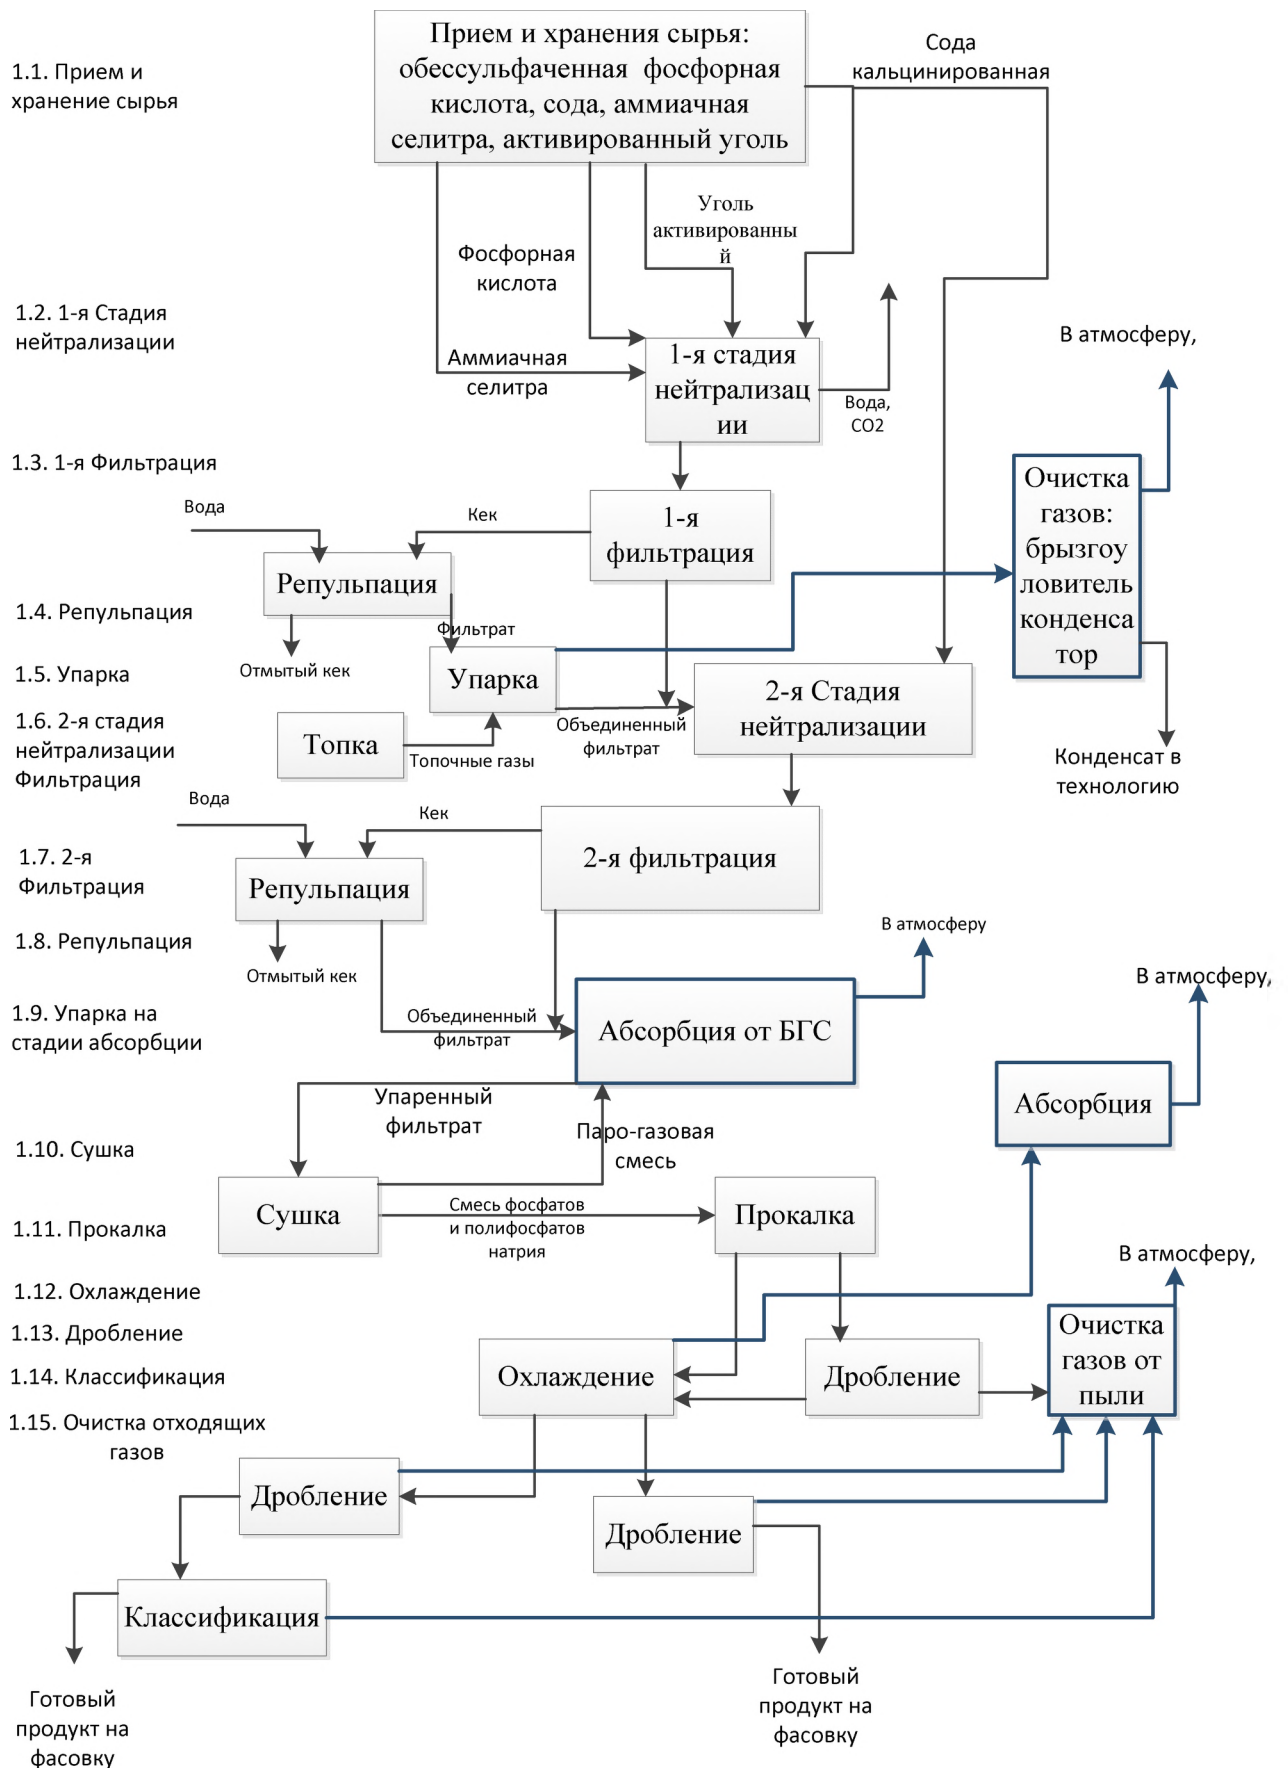 Прием и хранения сырья:
обессульфаченная фосфорная
кислота, сода, аммиачная
селитра, активированный уголь
Сода
кальцинированная
1.1. Прием и
хранение сырья
Уголь
активированны
й
Фосфорная
кислота
1.2. 1-я Стадия
нейтрализации
В атмосферу,
Аммиачная
селитра
1-я стадия
нейтрализац
ии
Вода,
СО2
1.3. 1-я Фильтрация
Вода
Кек
1-я
фильтрация
Очистка
газов:
брызгоу
ловитель
конденса
тор
Репульпация
1.4. Репульпация
Фильтрат
Отмытый кек
1.5. Упарка
Упарка
2-я Стадия
нейтрализации
1.6. 2-я стадия
нейтрализации
Фильтрация
Топка
Топочные газы
Объединенный
фильтрат
Конденсат в
технологию
Вода
Кек
2-я фильтрация
1.7. 2-я
Фильтрация
Репульпация
1.8. Репульпация
Отмытый кек
В атмосферу
В атмосферу,
1.9. Упарка на
стадии абсорбции
Объединенный
фильтрат
Абсорбция от БГС
Абсорбция
Упаренный
фильтрат
Паро-газовая
смесь
1.10. Сушка
Сушка
Смесь фосфатов
и полифосфатов
натрия
Прокалка
1.11. Прокалка
В атмосферу,
1.12. Охлаждение
1.13. Дробление
1.14. Классификация
1.15. Очистка отходящих
газов
Охлаждение
Дробление
Очистка
газов от
пыли
Дробление
Дробление
Классификация
Готовый
продукт на
фасовку
Готовый
продукт на
фасовку